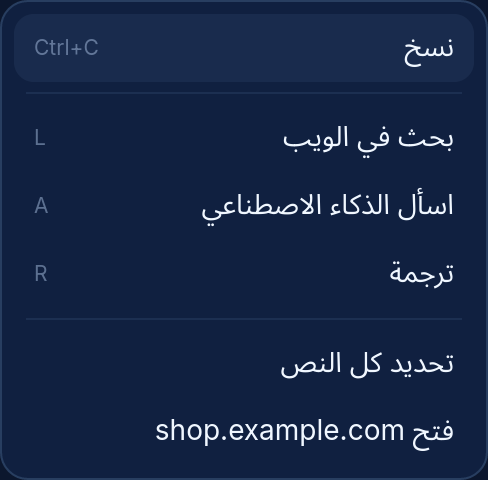 نسخ Ctrl+C
بحث في الويب L
اسأل الذكاء الاصطناعي A
ترجمة R
تحديد كل النص
فتح shop.example.com